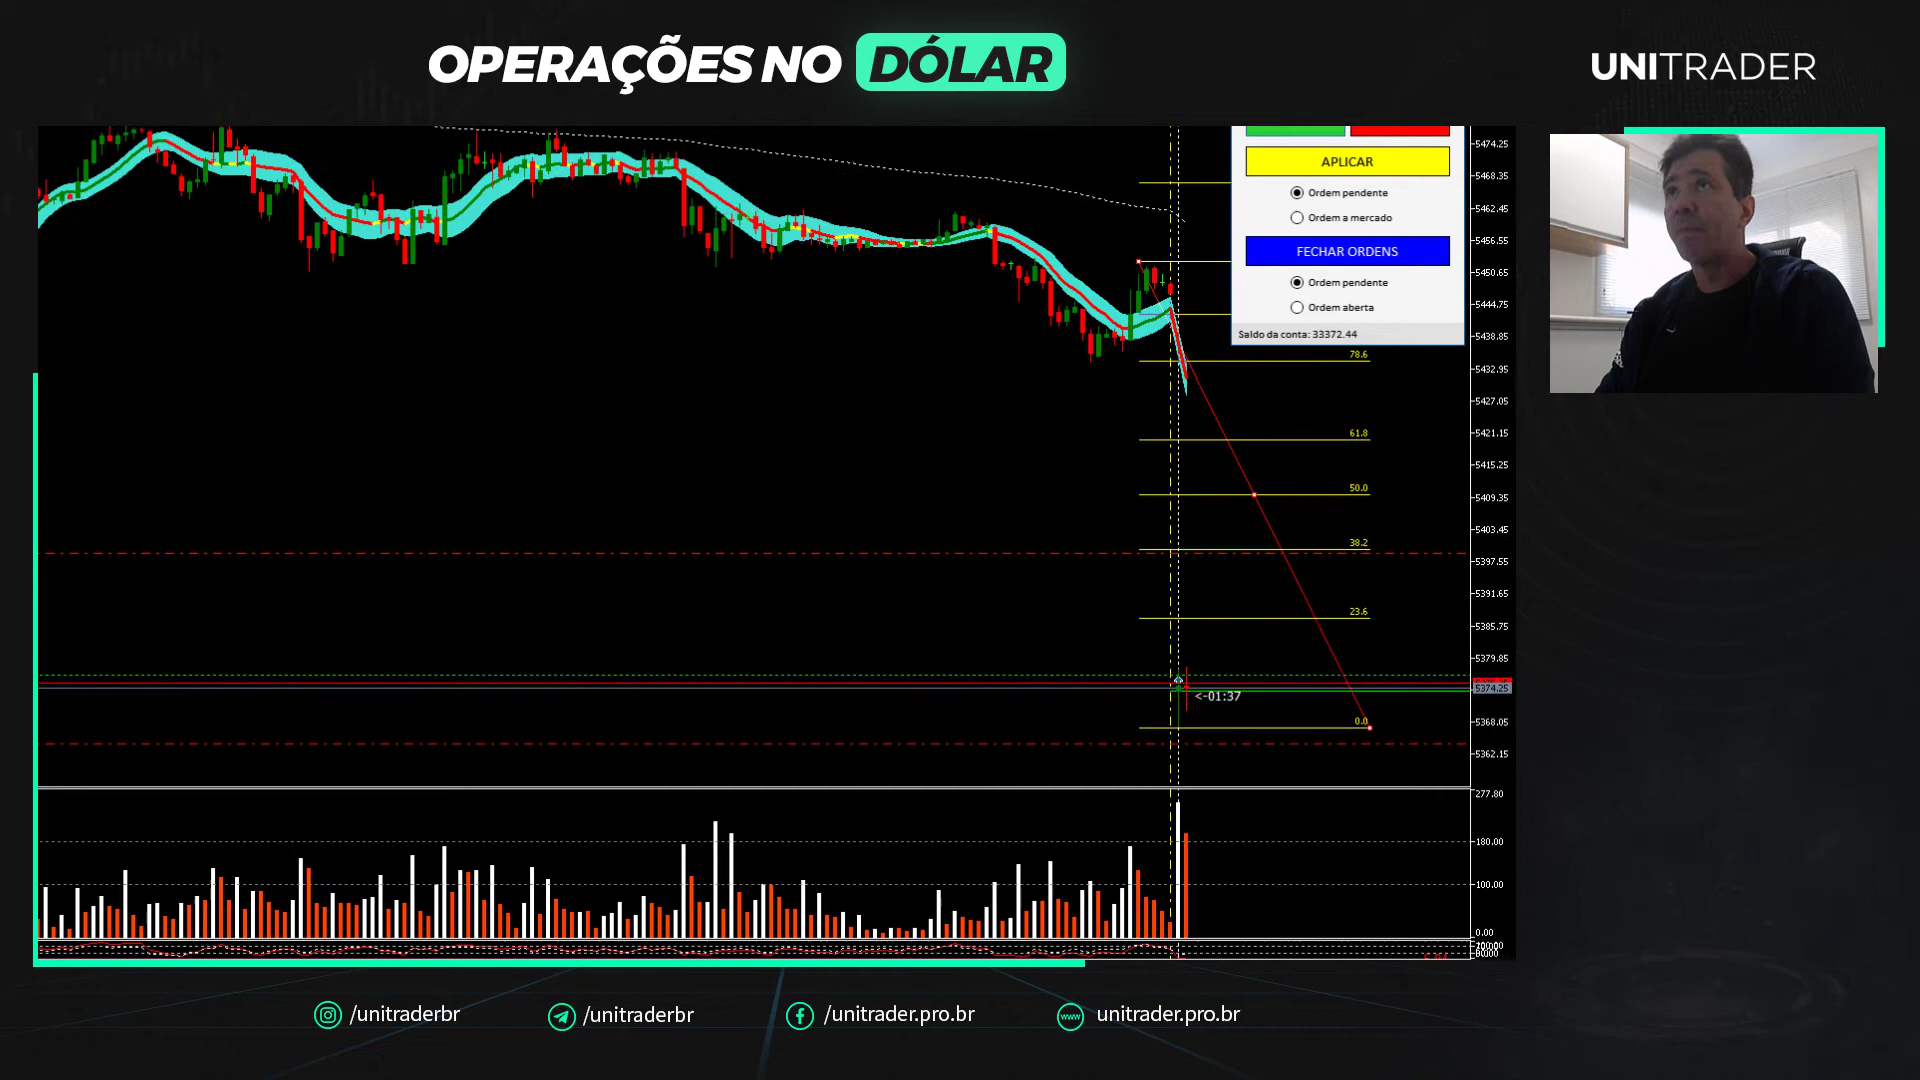 OPERAÇÕES NO DÓLAR
UNITRADER
APLICAR
Ordem pendente
Ordem a mercado
FECHAR ORDENS
Ordem pendente
Ordem aberta
Saldo da conta: 33372.44
78.6
61.8
50.0
38.2
23.6
0.0
<-01:37
5474.25
5468.35
5462.45
5456.55
5450.65
5444.75
5438.85
5432.95
5427.05
5421.15
5415.25
5409.35
5403.45
5397.55
5391.65
5385.75
5379.85
5374.25
5368.05
5362.15
277.80
180.00
100.00
0.00
/unitraderbr
/unitraderbr
/unitrader.pro.br
www
unitrader.pro.br